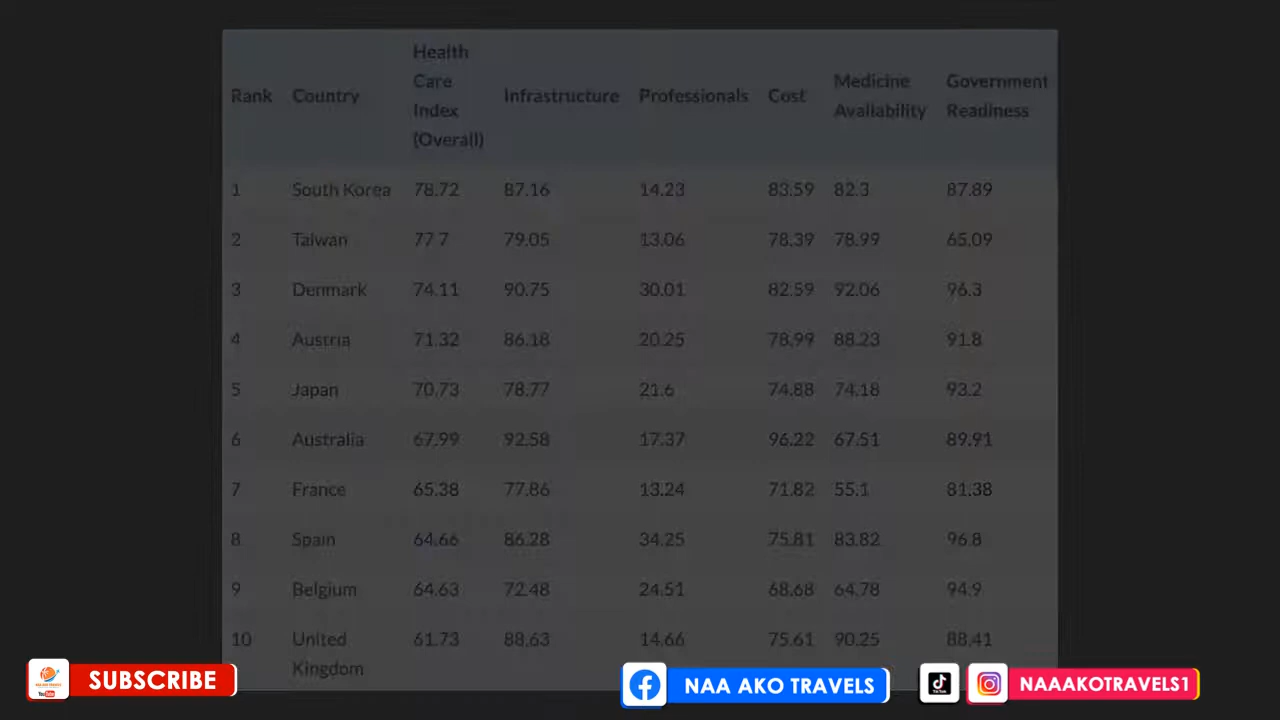 Rank Country Health Care Index (Overall) Infrastructure Professionals Cost Medicine Availability Government Readiness
1 South Korea 78.72 87.16 14.23 83.59 82.3 87.89
2 Taiwan 77.7 79.05 13.06 78.39 78.99 65.09
3 Denmark 74.11 90.75 30.01 82.59 92.06 96.3
4 Austria 71.32 86.18 20.25 78.99 88.23 91.8
5 Japan 70.73 78.77 21.6 74.88 74.18 93.2
6 Australia 67.99 92.58 17.37 96.22 67.51 89.91
7 France 65.38 77.86 13.24 71.82 55.1 81.38
8 Spain 64.66 86.28 34.25 75.81 83.82 96.8
9 Belgium 64.63 72.48 24.51 68.68 64.78 94.9
10 United Kingdom 61.73 88.63 14.66 75.61 90.25 88.41
SUBSCRIBE
NAA AKO TRAVELS
NAAAKOTRAVELS1